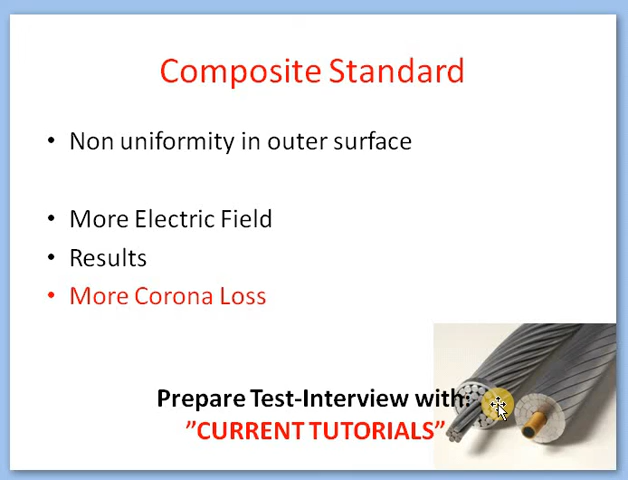 Composite Standard
• Non uniformity in outer surface
• More Electric Field
• Results
• More Corona Loss
Prepare Test-Interview with:
”CURRENT TUTORIALS”